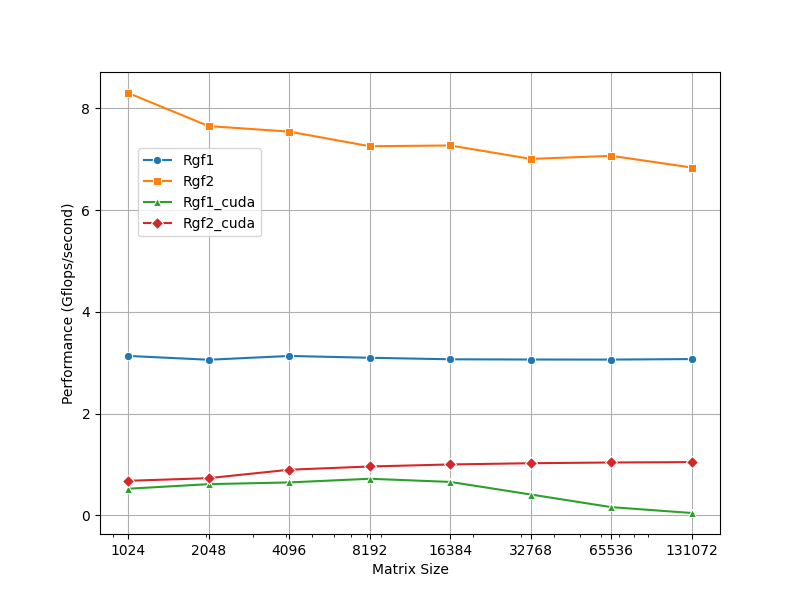 8
6
4
2
0
Performance (Gflops/second)
Rgf1
Rgf2
Rgf1_cuda
Rgf2_cuda
1024 2048 4096 8192 16384 32768 65536 131072
Matrix Size